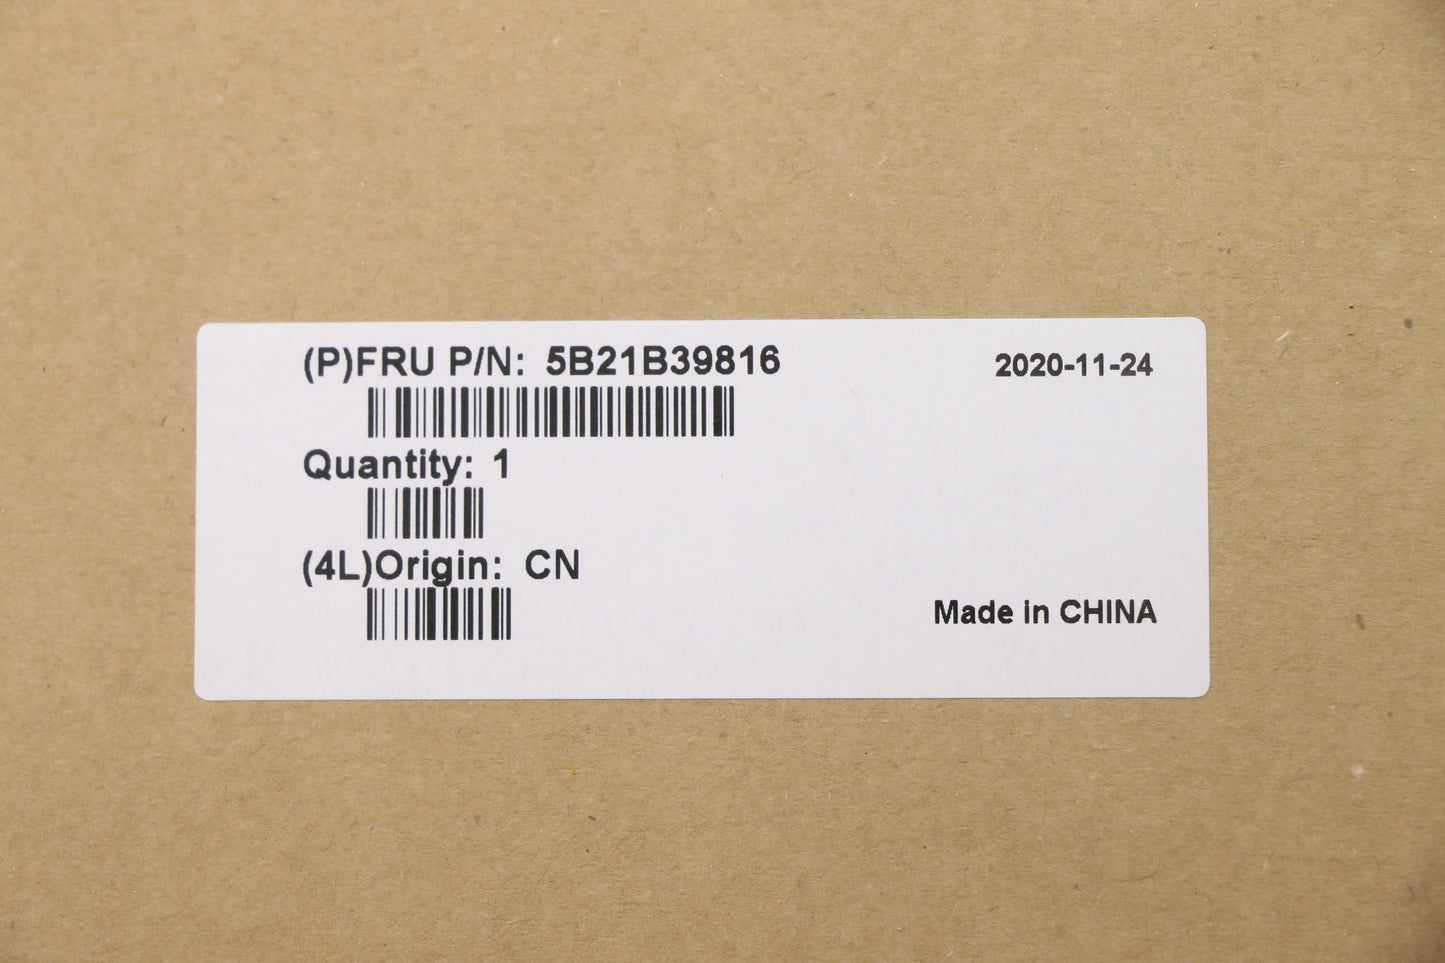 (P)FRU P/N: 5B21B39816
2020-11-24
Quantity: 1
(4L)Origin: CN
Made in CHINA